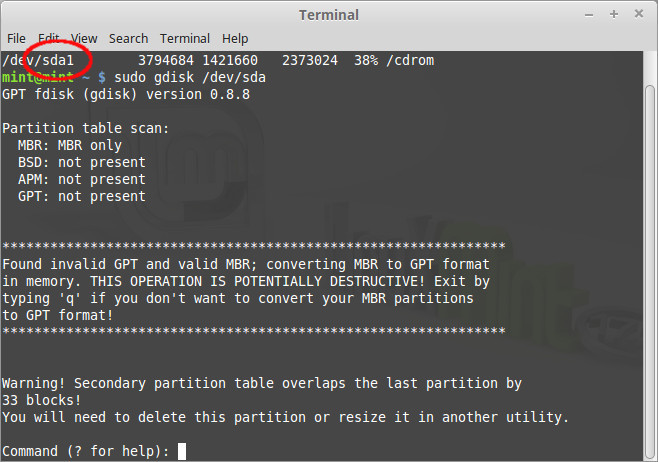 Terminal
File Edit View Search Terminal Help
/dev/sda1        3794684 1421660   2373024  38% /cdrom
mint@mint ~ $ sudo gdisk /dev/sda
GPT fdisk (gdisk) version 0.8.8

Partition table scan:
  MBR: MBR only
  BSD: not present
  APM: not present
  GPT: not present


***************************************************************
Found invalid GPT and valid MBR; converting MBR to GPT format
in memory. THIS OPERATION IS POTENTIALLY DESTRUCTIVE! Exit by
typing 'q' if you don't want to convert your MBR partitions
to GPT format!
***************************************************************


Warning! Secondary partition table overlaps the last partition by
33 blocks!
You will need to delete this partition or resize it in another utility.

Command (? for help):